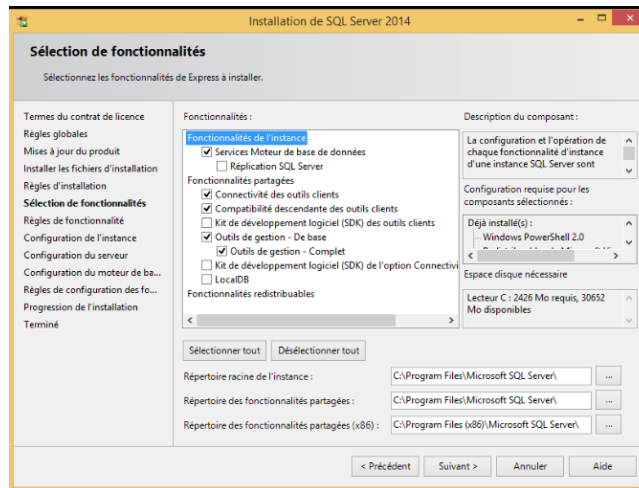 Installation de SQL Server 2014
Sélection de fonctionnalités
Sélectionnez les fonctionnalités de Express à installer.
Termes du contrat de licence
Règles globales
Mises à jour du produit
Installer les fichiers d'installation
Règles d'installation
Sélection de fonctionnalités
Règles de fonctionnalité
Configuration de l'instance
Configuration du serveur
Configuration du moteur de ba...
Règles de configuration des fo...
Progression de l'installation
Terminé
Fonctionnalités :
Fonctionnalités de l'instance
Services Moteur de base de données
Réplication SQL Server
Fonctionnalités partagées
Connectivité des outils clients
Compatibilité descendante des outils clients
Kit de développement logiciel (SDK) des outils clients
Outils de gestion - De base
Outils de gestion - Complet
Kit de développement logiciel (SDK) de l'option Connectivi
LocalDB
Fonctionnalités redistribuables
Sélectionner tout
Désélectionner tout
Description du composant :
La configuration et l'opération de
chaque fonctionnalité d'instance
d'une instance SQL Server sont
Configuration requise pour les
composants sélectionnés :
Déjà installé(s) :
Windows PowerShell 2.0
Espace disque nécessaire
Lecteur C : 2426 Mo requis, 30652
Mo disponibles
Répertoire racine de l'instance :
C:\Program Files\Microsoft SQL Server\
...
Répertoire des fonctionnalités partagées :
C:\Program Files\Microsoft SQL Server\
...
Répertoire des fonctionnalités partagées (x86) :
C:\Program Files (x86)\Microsoft SQL Server\
...
< Précédent
Suivant >
Annuler
Aide